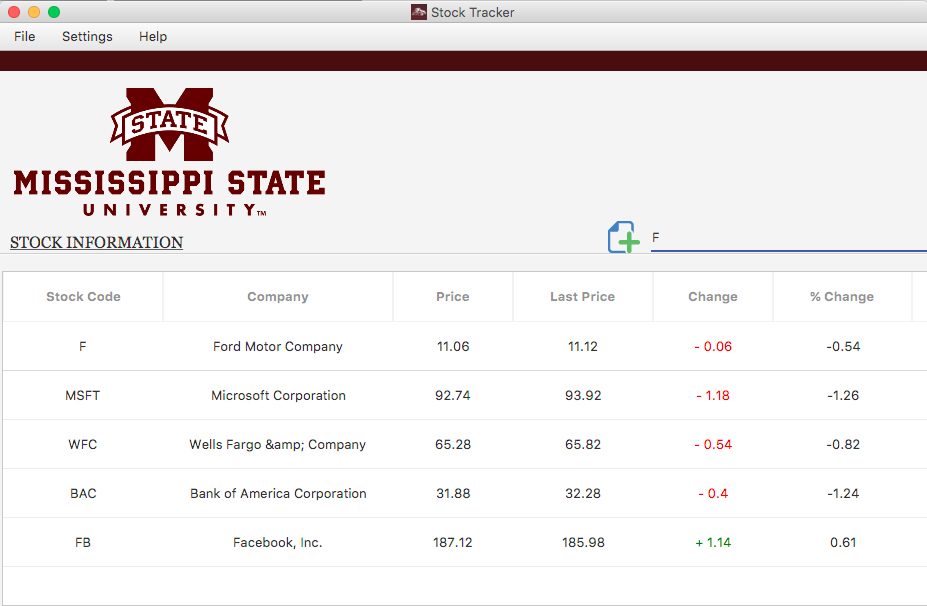 Stock Tracker
File Settings Help
STATE
MISSISSIPPI STATE
UNIVERSITY™
STOCK INFORMATION F
Stock Code Company Price Last Price Change % Change
F Ford Motor Company 11.06 11.12 - 0.06 -0.54
MSFT Microsoft Corporation 92.74 93.92 - 1.18 -1.26
WFC Wells Fargo &amp; Company 65.28 65.82 - 0.54 -0.82
BAC Bank of America Corporation 31.88 32.28 - 0.4 -1.24
FB Facebook, Inc. 187.12 185.98 + 1.14 0.61